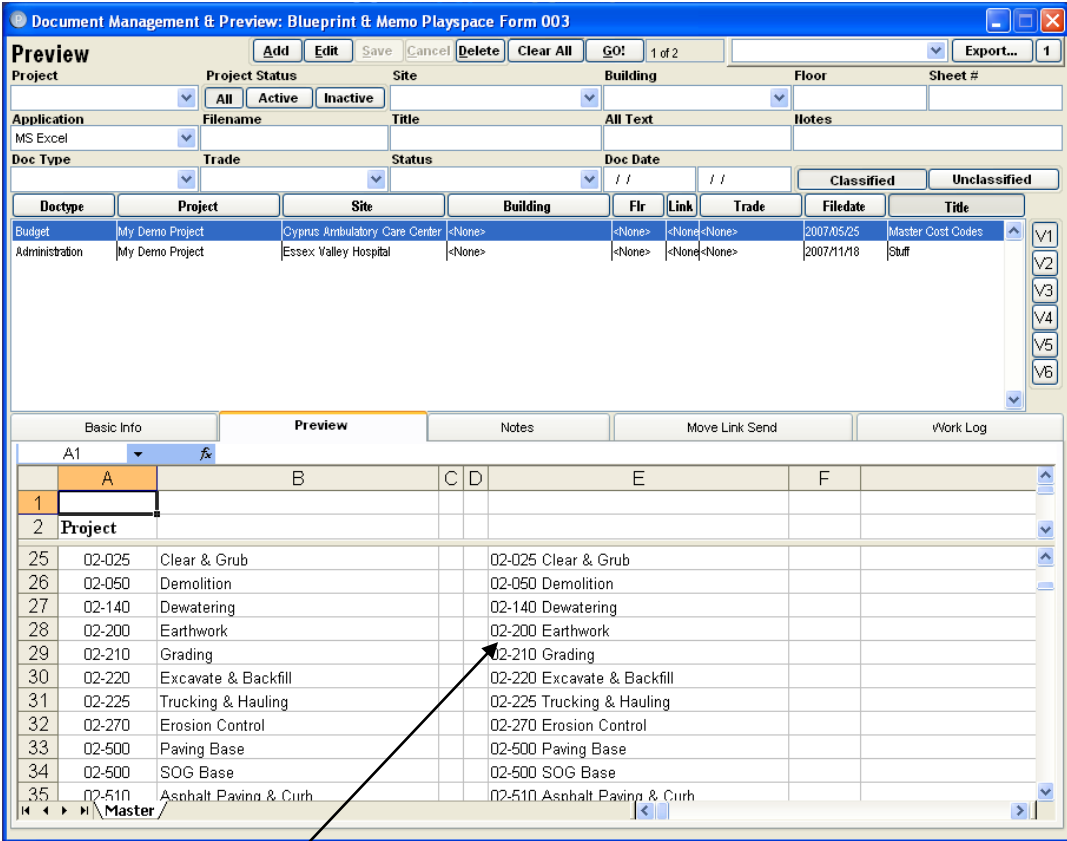 Document Management & Preview: Blueprint & Memo Playspace Form 003
Preview Add Edit Save Cancel Delete Clear All GO! 1 of 2 Export... 1
Project Project Status Site Building Floor Sheet #
All Active Inactive
Application Filename Title All Text Notes
MS Excel
Doc Type Trade Status Doc Date
/ / / / Classified Unclassified
Doctype Project Site Building Flr Link Trade Filedate Title
Budget My Demo Project Cyprus Ambulatory Care Center <None> <None> <None <None> 2007/05/25 Master Cost Codes
Administration My Demo Project Essex Valley Hospital <None> <None> <None <None> 2007/11/18 Stuff
V1
V2
V3
V4
V5
V6
Basic Info Preview Notes Move Link Send Work Log
A1 fx
A B C D E F
1
2 Project
25 02-025 Clear & Grub 02-025 Clear & Grub
26 02-050 Demolition 02-050 Demolition
27 02-140 Dewatering 02-140 Dewatering
28 02-200 Earthwork 02-200 Earthwork
29 02-210 Grading 02-210 Grading
30 02-220 Excavate & Backfill 02-220 Excavate & Backfill
31 02-225 Trucking & Hauling 02-225 Trucking & Hauling
32 02-270 Erosion Control 02-270 Erosion Control
33 02-500 Paving Base 02-500 Paving Base
34 02-500 SOG Base 02-500 SOG Base
35 02-510 Asphalt Paving & Curb 02-510 Asphalt Paving & Curb
Master